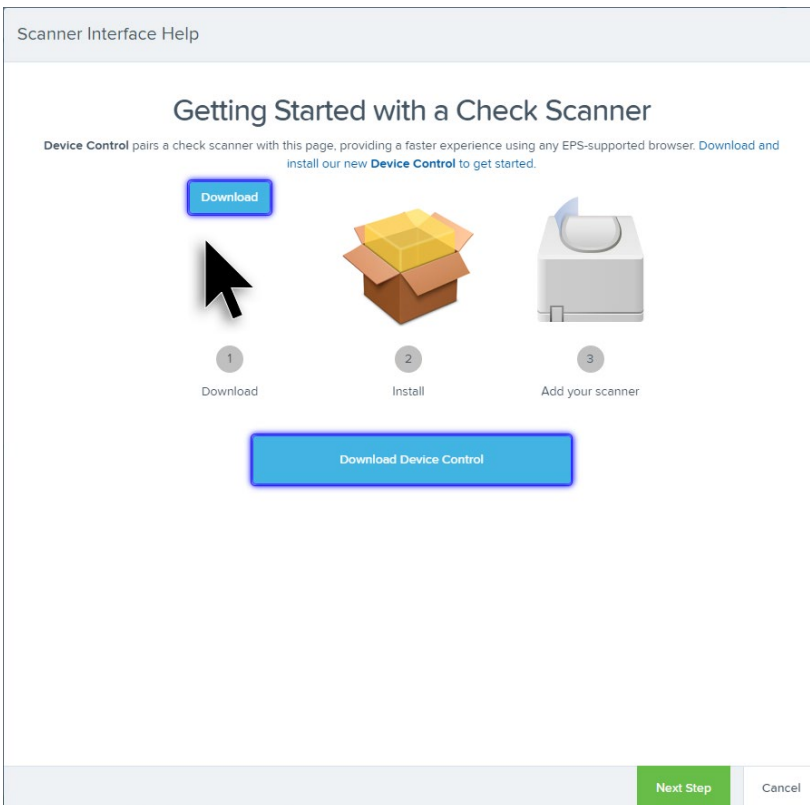 Scanner Interface Help
Getting Started with a Check Scanner
Device Control pairs a check scanner with this page, providing a faster experience using any EPS-supported browser. Download and
install our new Device Control to get started.
Download
1
2
3
Download
Install
Add your scanner
Download Device Control
Next Step
Cancel